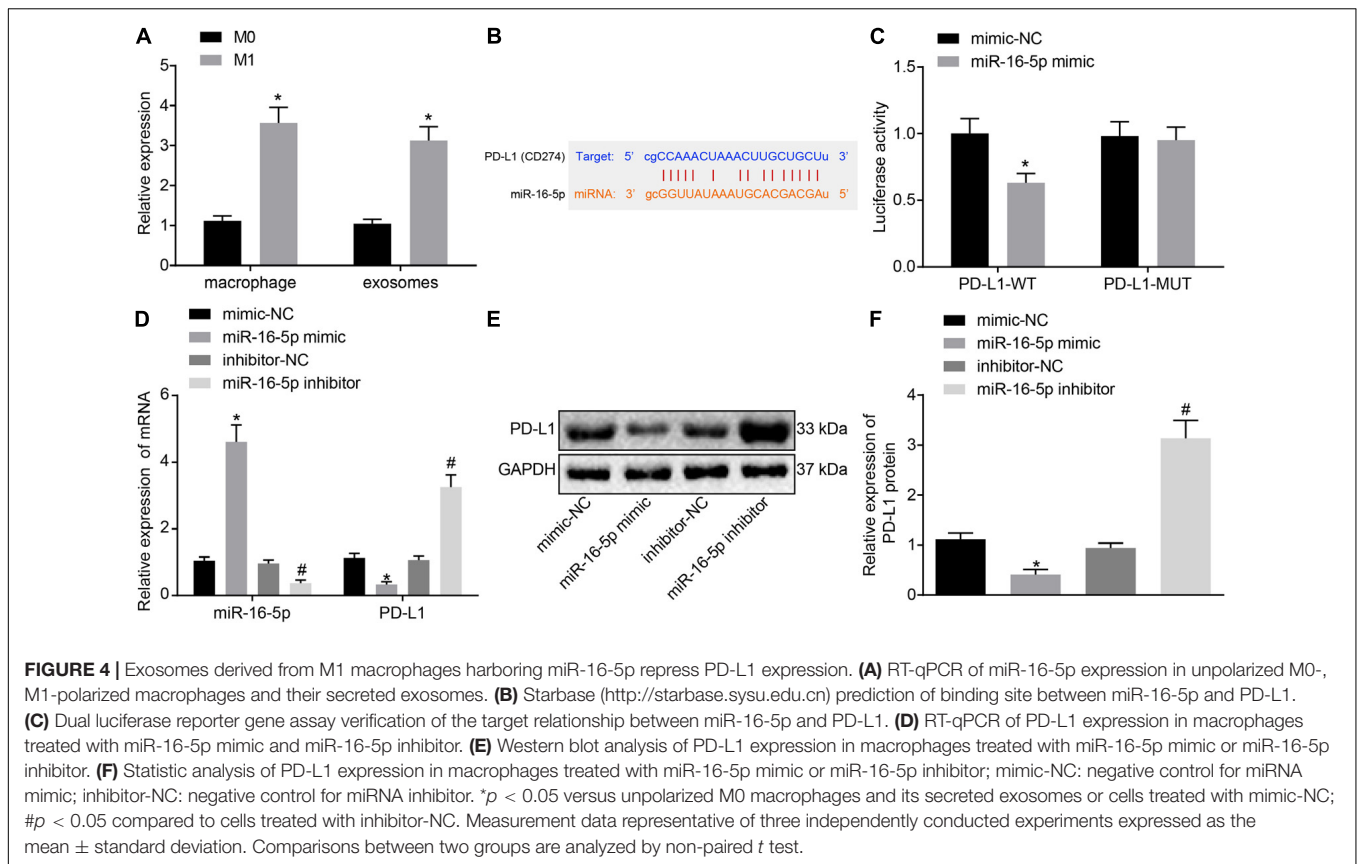 A
M0
M1
Relative expression
5
4
3
2
1
0
*
*
macrophage
exosomes
B
PD-L1 (CD274) Target: 5' cgCCAAACUAAACUUGCUGCUu 3'
miR-16-5p miRNA: 3' gcGGUUAUAAAUGCACGACGAu 5'
C
mimic-NC
miR-16-5p mimic
Luciferase activity
1.5
1.0
0.5
0.0
*
PD-L1-WT
PD-L1-MUT
D
mimic-NC
miR-16-5p mimic
inhibitor-NC
miR-16-5p inhibitor
Relative expression of mRNA
6
4
2
0
*
#
*
#
miR-16-5p
PD-L1
E
PD-L1 33 kDa
GAPDH 37 kDa
mimic-NC
miR-16-5p mimic
inhibitor-NC
miR-16-5p inhibitor
F
mimic-NC
miR-16-5p mimic
inhibitor-NC
miR-16-5p inhibitor
Relative expression of
PD-L1 protein
4
3
2
1
0
*
#
FIGURE 4 | Exosomes derived from M1 macrophages harboring miR-16-5p repress PD-L1 expression. (A) RT-qPCR of miR-16-5p expression in unpolarized M0-,
M1-polarized macrophages and their secreted exosomes. (B) Starbase (http://starbase.sysu.edu.cn) prediction of binding site between miR-16-5p and PD-L1.
(C) Dual luciferase reporter gene assay verification of the target relationship between miR-16-5p and PD-L1. (D) RT-qPCR of PD-L1 expression in macrophages
treated with miR-16-5p mimic and miR-16-5p inhibitor. (E) Western blot analysis of PD-L1 expression in macrophages treated with miR-16-5p mimic or miR-16-5p
inhibitor. (F) Statistic analysis of PD-L1 expression in macrophages treated with miR-16-5p mimic or miR-16-5p inhibitor; mimic-NC: negative control for miRNA
mimic; inhibitor-NC: negative control for miRNA inhibitor. *p < 0.05 versus unpolarized M0 macrophages and its secreted exosomes or cells treated with mimic-NC;
#p < 0.05 compared to cells treated with inhibitor-NC. Measurement data representative of three independently conducted experiments expressed as the
mean ± standard deviation. Comparisons between two groups are analyzed by non-paired t test.